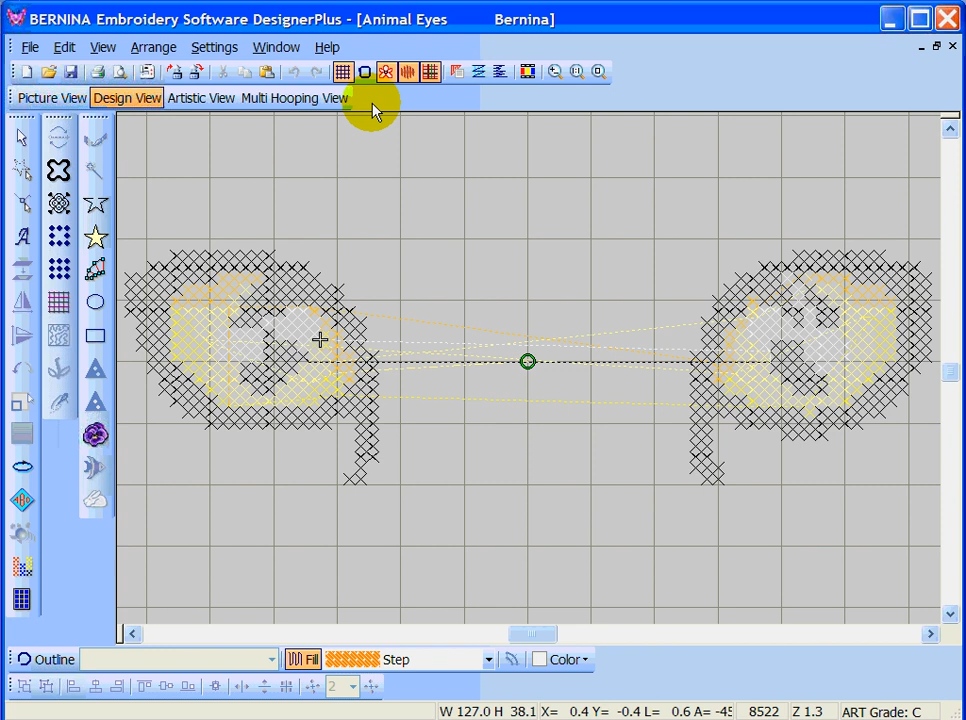 BERNINA Embroidery Software DesignerPlus - [Animal Eyes Bernina]
File Edit View Arrange Settings Window Help
Picture View Design View Artistic View Multi Hooping View
A
Outline Fill Step Color
2
W 127.0 H 38.1 X= 0.4 Y= -0.4 L= 0.6 A= -45 8522 Z 1.3 ART Grade: C